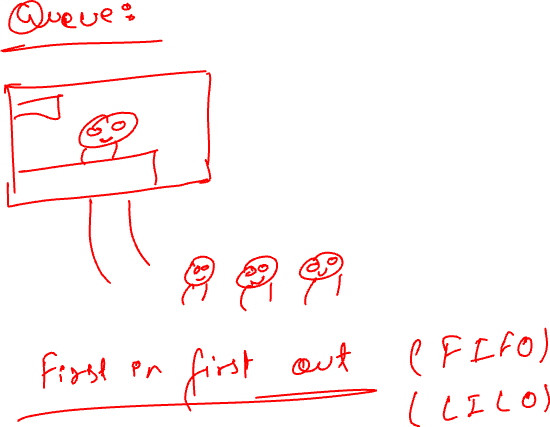 Queue:
First in first out (FIFO)
(LILO)